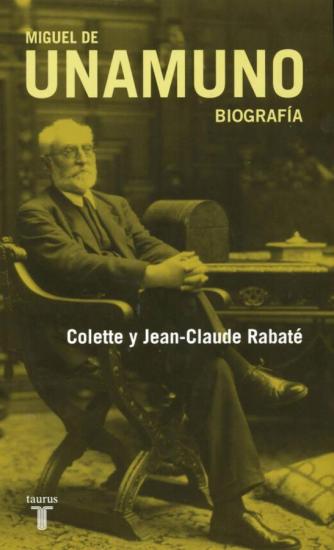 MIGUEL DE
UNAMUNO
BIOGRAFÍA
Colette y Jean-Claude Rabaté
taurus
T